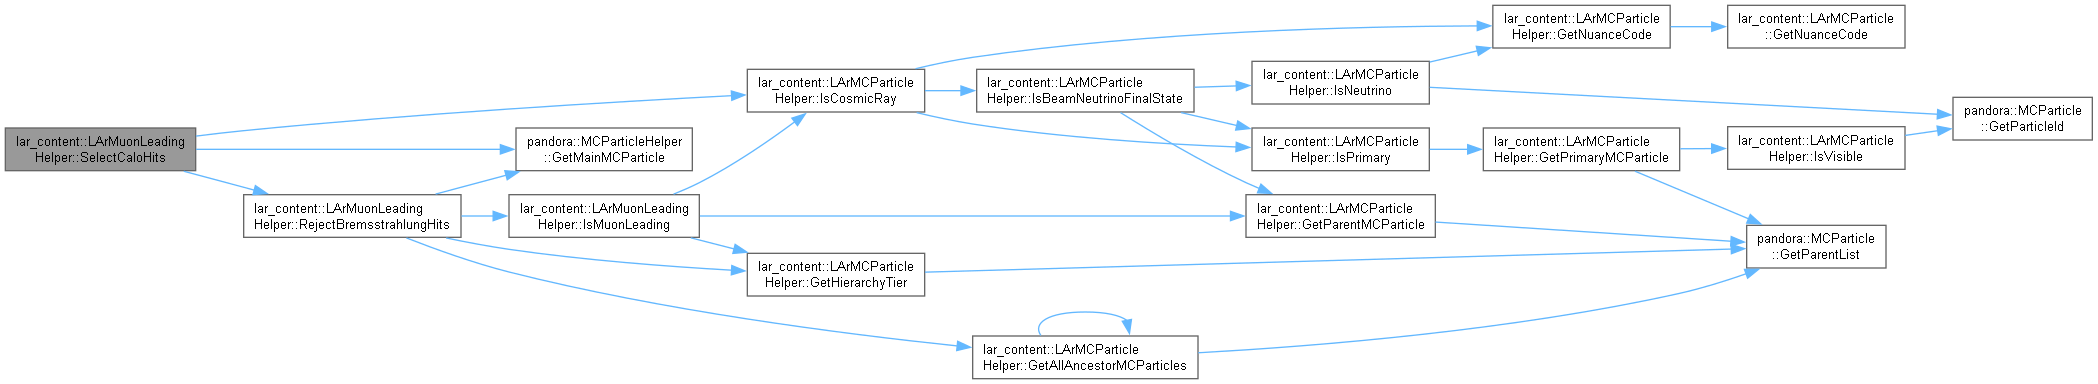 lar_content::LArMuonLeading
Helper::SelectCaloHits
lar_content::LArMCParticle
Helper::IsCosmicRay
pandora::MCParticleHelper
::GetMainMCParticle
lar_content::LArMuonLeading
Helper::RejectBremsstrahlungHits
lar_content::LArMuonLeading
Helper::IsMuonLeading
lar_content::LArMCParticle
Helper::GetHierarchyTier
lar_content::LArMCParticle
Helper::GetAllAncestorMCParticles
lar_content::LArMCParticle
Helper::IsBeamNeutrinoFinalState
lar_content::LArMCParticle
Helper::IsNeutrino
lar_content::LArMCParticle
Helper::IsPrimary
lar_content::LArMCParticle
Helper::GetParentMCParticle
lar_content::LArMCParticle
Helper::GetPrimaryMCParticle
lar_content::LArMCParticle
Helper::GetNuanceCode
lar_content::LArMCParticle
::GetNuanceCode
lar_content::LArMCParticle
Helper::IsVisible
pandora::MCParticle
::GetParticleId
pandora::MCParticle
::GetParentList